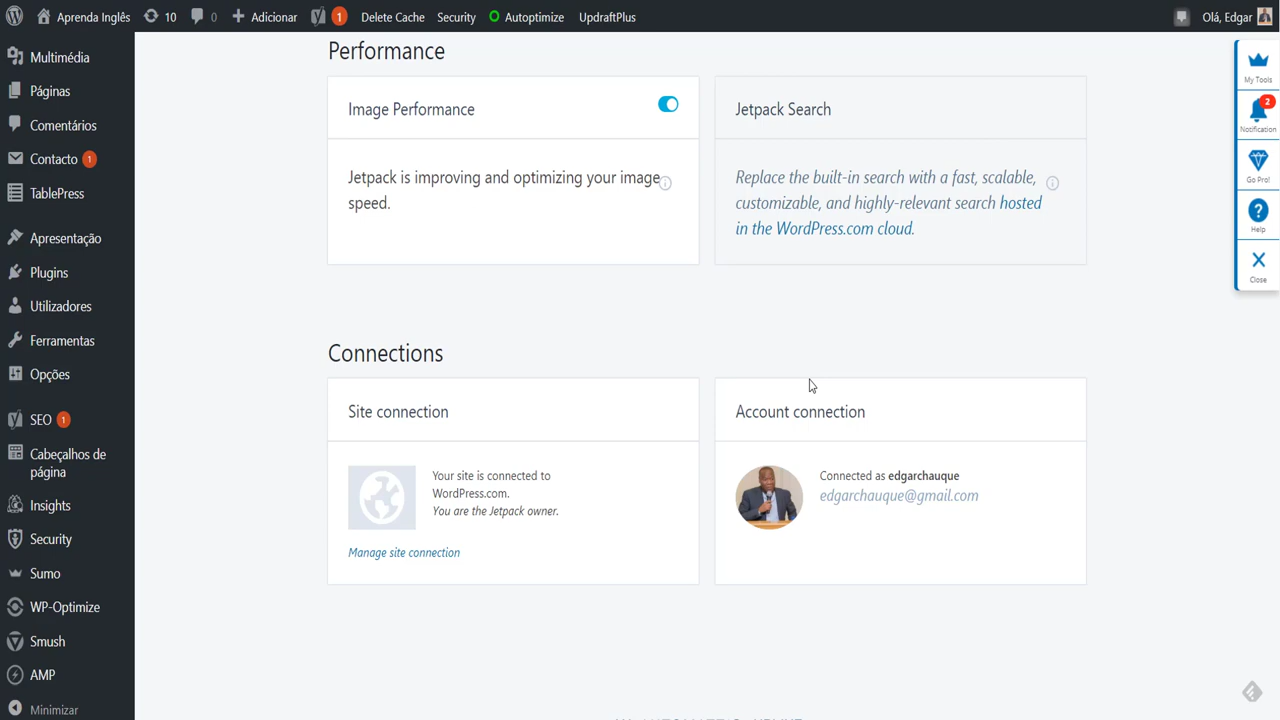 Aprenda Inglês
10
0
Adicionar
1
Delete Cache
Security
Autoptimize
UpdraftPlus
Olá, Edgar
Multimédia
Páginas
Comentários
Contacto 1
TablePress
Apresentação
Plugins
Utilizadores
Ferramentas
Opções
SEO 1
Cabeçalhos de
página
Insights
Security
Sumo
WP-Optimize
Smush
AMP
Minimizar
Performance
Image Performance
Jetpack is improving and optimizing your image
speed.
Jetpack Search
Replace the built-in search with a fast, scalable,
customizable, and highly-relevant search hosted
in the WordPress.com cloud.
Connections
Site connection
Your site is connected to
WordPress.com.
You are the Jetpack owner.
Manage site connection
Account connection
Connected as edgarchauque
edgarchauque@gmail.com
My Tools
2
Notification
Go Pro!
Help
Close